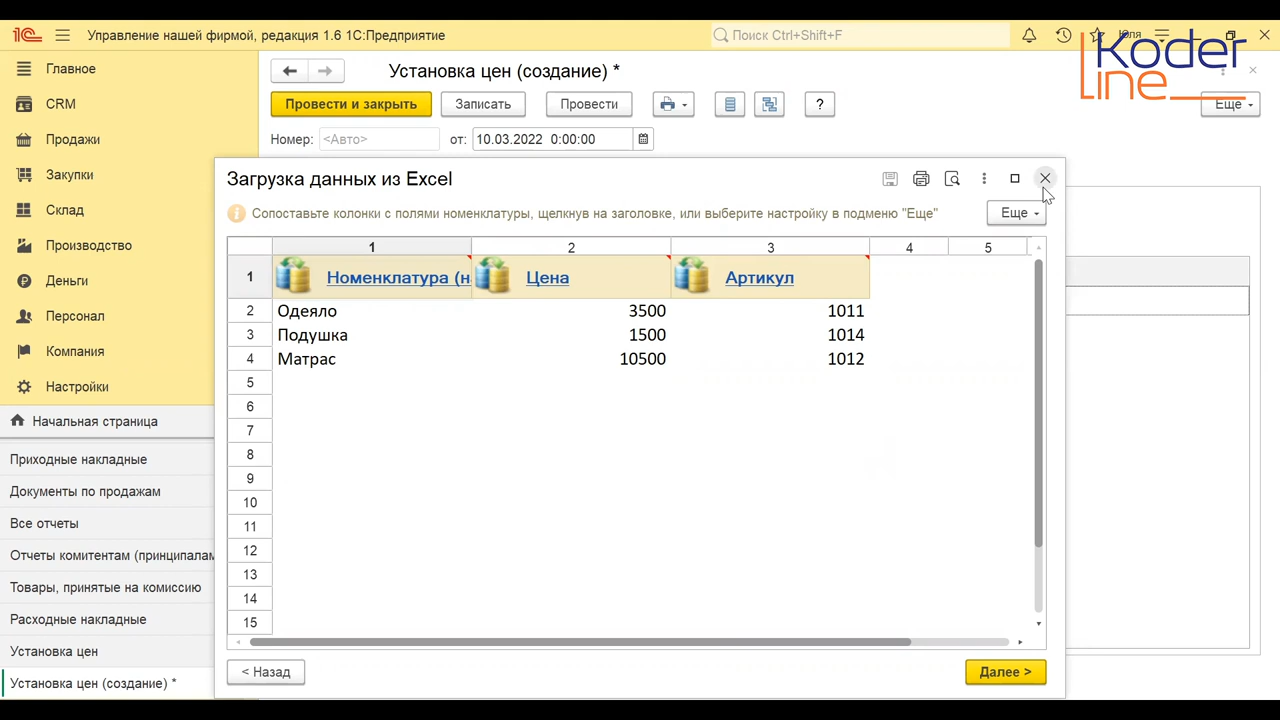 1С Управление нашей фирмой, редакция 1.6 1С:Предприятие
Поиск Ctrl+Shift+F
Юля
Koder
line
Главное
CRM
Продажи
Закупки
Склад
Производство
Деньги
Персонал
Компания
Настройки
Начальная страница
Приходные накладные
Документы по продажам
Все отчеты
Отчеты комитентам (принципалам
Товары, принятые на комиссию
Расходные накладные
Установка цен
Установка цен (создание) *
Установка цен (создание) *
Провести и закрыть Записать Провести ? Еще
Номер: <Авто> от: 10.03.2022 0:00:00
Загрузка данных из Excel
Сопоставьте колонки с полями номенклатуры, щелкнув на заголовке, или выберите настройку в подменю "Еще"
Еще
1 2 3 4 5
1 Номенклатура (на Цена Артикул
2 Одеяло 3500 1011
3 Подушка 1500 1014
4 Матрас 10500 1012
5
6
7
8
9
10
11
12
13
14
15
< Назад Далее >